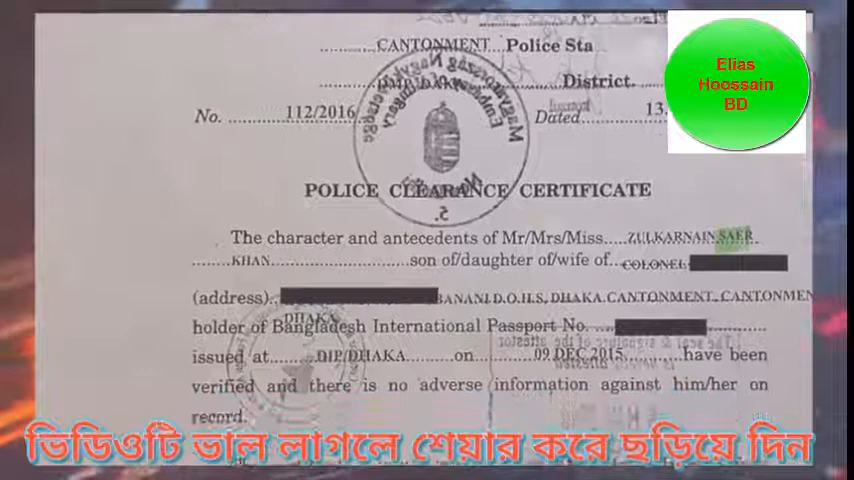 CANTONMENT Police Sta
DMP, DAKHA District.
No. 112/2016 Dated 13.
Elias
Hoossain
BD
POLICE CLEARANCE CERTIFICATE
The character and antecedents of Mr/Mrs/Miss.....ZULKARNAIN SAER
KHAN son of/daughter of/wife of COLONEL
(address): BANANI D.O.H.S, DHAKA CANTONMENT. CANTONMEN
DHAKA
holder of Bangladesh International Passport No.
issued at DIP/DHAKA on 09 DEC 2015 have been
verified and there is no adverse information against him/her on
record.
ভিডিওটি ভাল লাগলে শেয়ার করে ছড়িয়ে দিন